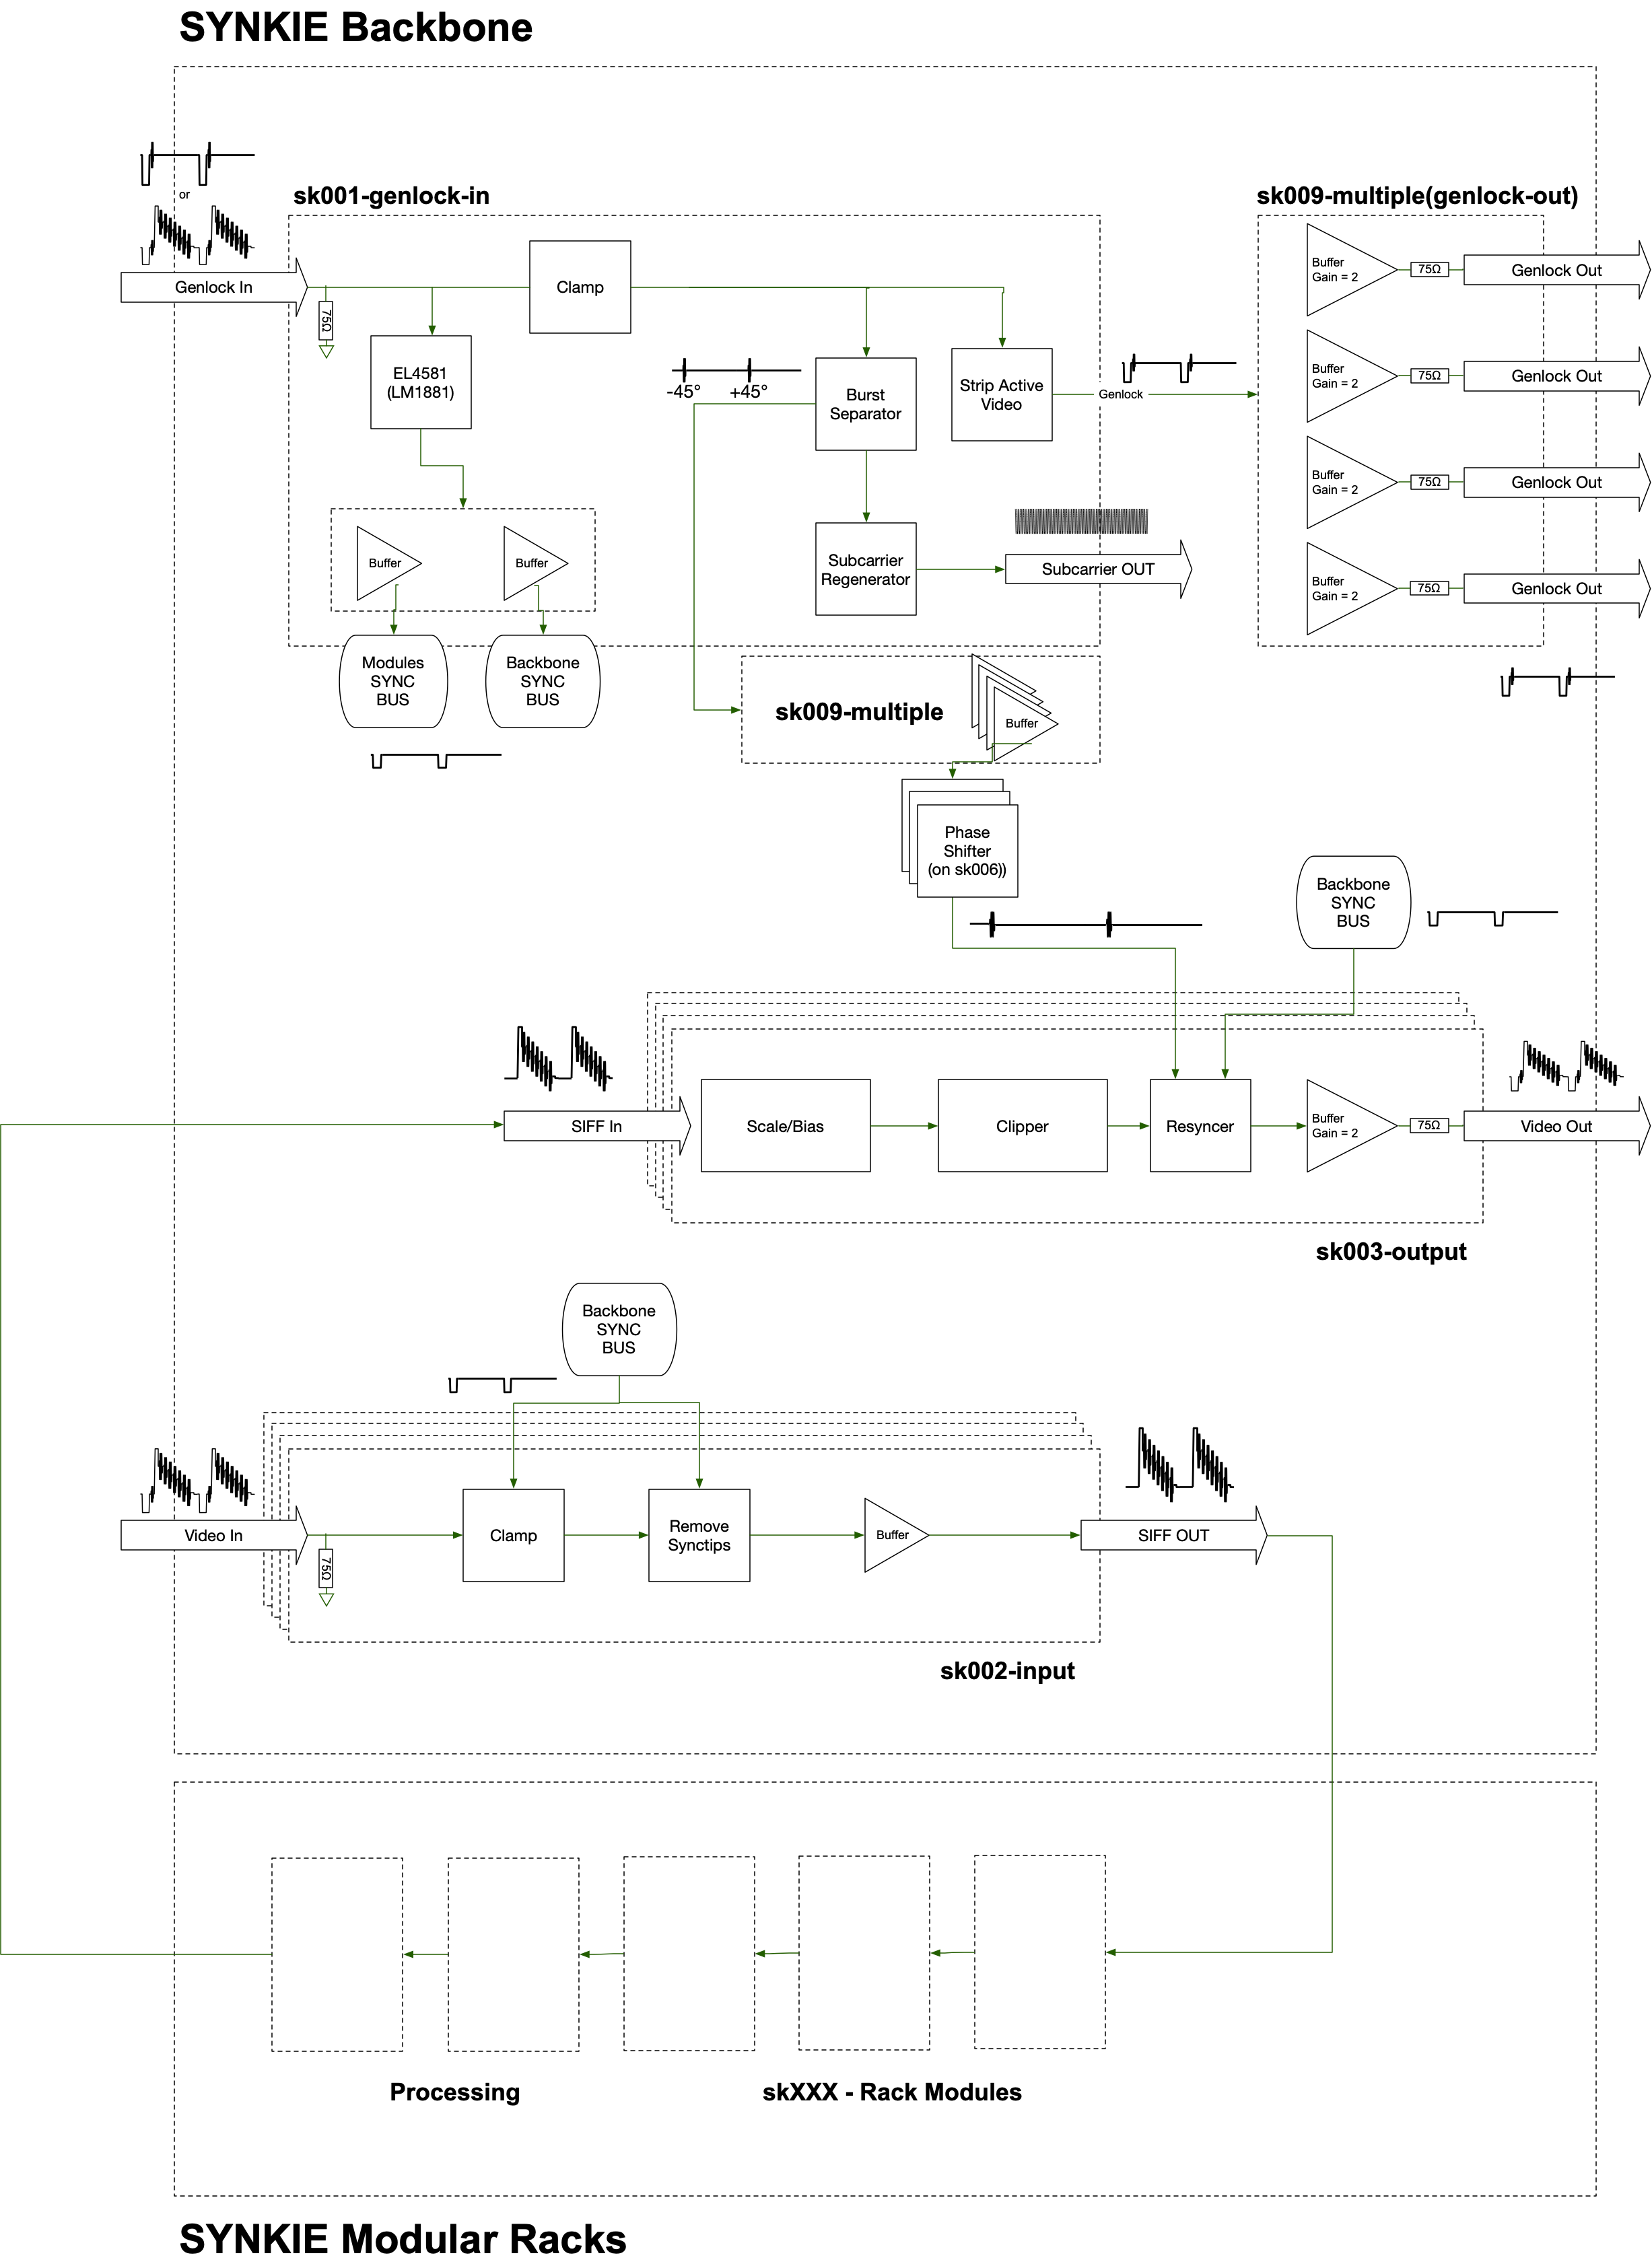 SYNKIE Backbone
or
sk001-genlock-in
sk009-multiple(genlock-out)
Genlock In
75Ω
Clamp
EL4581
(LM1881)
-45°
+45°
Burst
Separator
Strip Active
Video
Genlock
Buffer
Gain = 2
75Ω
Genlock Out
Buffer
Gain = 2
75Ω
Genlock Out
Buffer
Gain = 2
75Ω
Genlock Out
Buffer
Gain = 2
75Ω
Genlock Out
Buffer
Buffer
Subcarrier
Regenerator
Subcarrier OUT
Modules
SYNC
BUS
Backbone
SYNC
BUS
sk009-multiple
Buffer
Phase
Shifter
(on sk006))
Backbone
SYNC
BUS
SIFF In
Scale/Bias
Clipper
Resyncer
Buffer
Gain = 2
75Ω
Video Out
sk003-output
Backbone
SYNC
BUS
Video In
75Ω
Clamp
Remove
Synctips
Buffer
SIFF OUT
sk002-input
Processing
skXXX - Rack Modules
SYNKIE Modular Racks